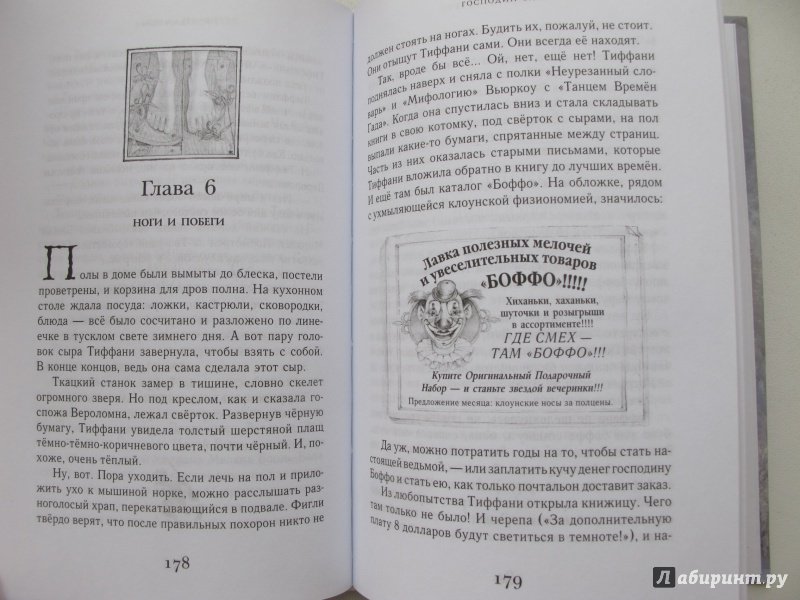 Глава 6
НОГИ И ПОБЕГИ
Полы в доме были вымыты до блеска, постели
проветрены, и корзина для дров полна. На кухонном
столе ждала посуда: ложки, кастрюли, сковородки,
блюда — всё было сосчитано и разложено по лине-
ечке в тусклом свете зимнего дня. А вот пару голо-
вок сыра Тиффани завернула, чтобы взять с собой.
В конце концов, ведь она сама сделала этот сыр.
Ткацкий станок замер в тишине, словно скелет
огромного зверя. Но под креслом, как и сказала го-
спожа Вероломна, лежал свёрток. Развернув чёрную
бумагу, Тиффани увидела толстый шерстяной плащ
тёмно-тёмно-коричневого цвета, почти чёрный. И, по-
хоже, очень тёплый.
Ну, вот. Пора уходить. Если лечь на пол и прило-
жить ухо к мышиной норке, можно расслышать раз-
ноголосый храп, перекатывающийся в подвале. Фигли
твёрдо верят, что после правильных похорон никто не
178
ГОСПОДИН
должен стоять на ногах. Будить их, пожалуй, не стоит.
Они отыщут Тиффани сами. Они всегда её находят.
Так, вроде бы всё... Ой, нет, ещё нет! Тиффани
поднялась наверх и сняла с полки «Неурезанный сло-
варь» и «Мифологию» Вьюркоу с «Танцем Времён
Года». Когда она спустилась вниз и стала складывать
книги в свою котомку, под свёрток с сырами, на пол
выпали какие-то бумаги, спрятанные между страниц.
Часть из них оказалась старыми письмами, которые
Тиффани вложила обратно в книгу до лучших времён.
И ещё там был каталог «Боффо». На обложке, рядом
с ухмыляющейся клоунской физиономией, значилось:
Лавка полезных мелочей
и увеселительных товаров
«БОФФО»!!!!!
Хиханьки, хаханьки,
шуточки и розыгрыши
в ассортименте!!!!
ГДЕ СМЕХ —
ТАМ «БОФФО»!!!
Купите Оригинальный Подарочный
Набор — и станьте звездой вечеринки!!!
Предложение месяца: клоунские носы за полцены.
Да уж, можно потратить годы на то, чтобы стать на-
стоящей ведьмой, — или заплатить кучу денег господину
Боффо и стать ею, как только почтальон доставит заказ.
Из любопытства Тиффани открыла книжицу. Чего
там только не было! И черепа («За дополнительную
плату 8 долларов будут светиться в темноте!»), и на-
179
Лабиринт.ру